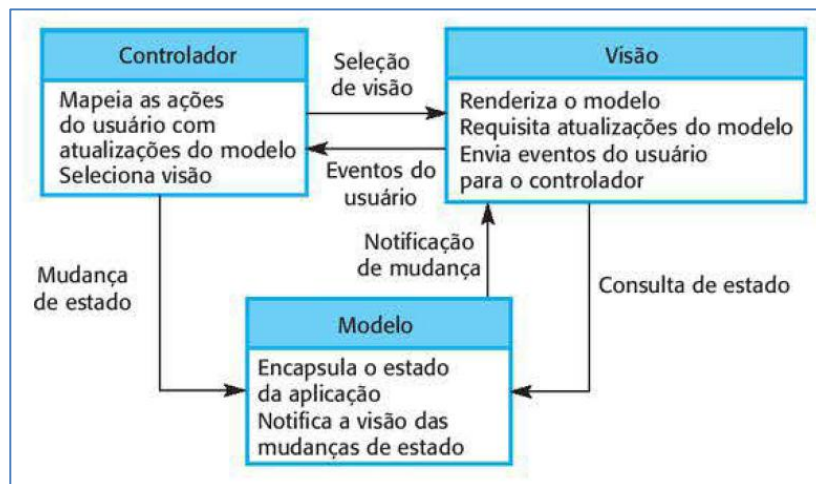 Controlador
Mapeia as ações
do usuário com
atualizações do modelo
Seleciona visão
Seleção
de visão
Eventos do
usuário
Visão
Renderiza o modelo
Requisita atualizações do modelo
Envia eventos do usuário
para o controlador
Mudança
de estado
Notificação
de mudança
Consulta de estado
Modelo
Encapsula o estado
da aplicação
Notifica a visão das
mudanças de estado